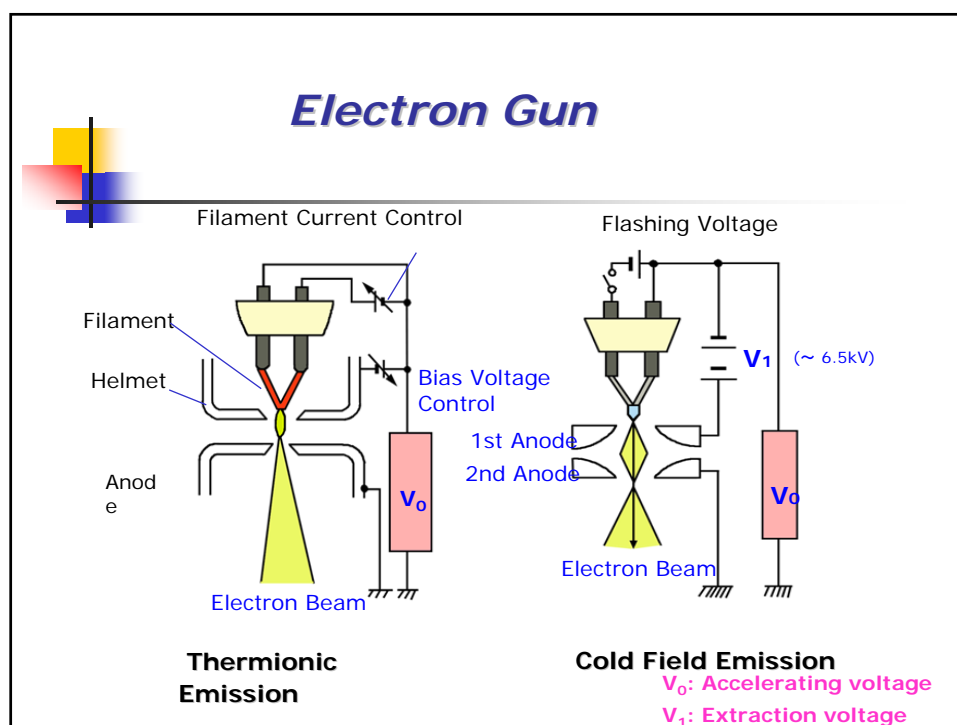 Electron Gun
Filament Current Control
Filament
Helmet
Bias Voltage
Control
Anod
e
V₀
Electron Beam
Thermionic
Emission
Flashing Voltage
V₁ (~ 6.5kV)
1st Anode
2nd Anode
V₀
Electron Beam
Cold Field Emission
V₀: Accelerating voltage
V₁: Extraction voltage